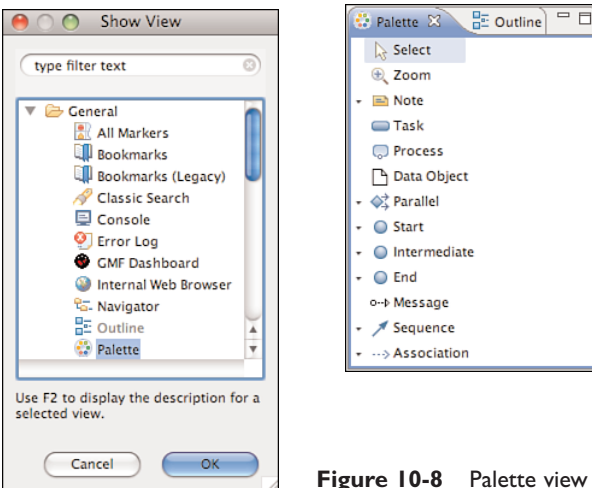 Show View
type filter text
General
All Markers
Bookmarks
Bookmarks (Legacy)
Classic Search
Console
Error Log
GMF Dashboard
Internal Web Browser
Navigator
Outline
Palette
Use F2 to display the description for a
selected view.
Cancel
OK
Palette
Outline
Select
Zoom
Note
Task
Process
Data Object
Parallel
Start
Intermediate
End
Message
Sequence
Association
Figure 10-8 Palette view